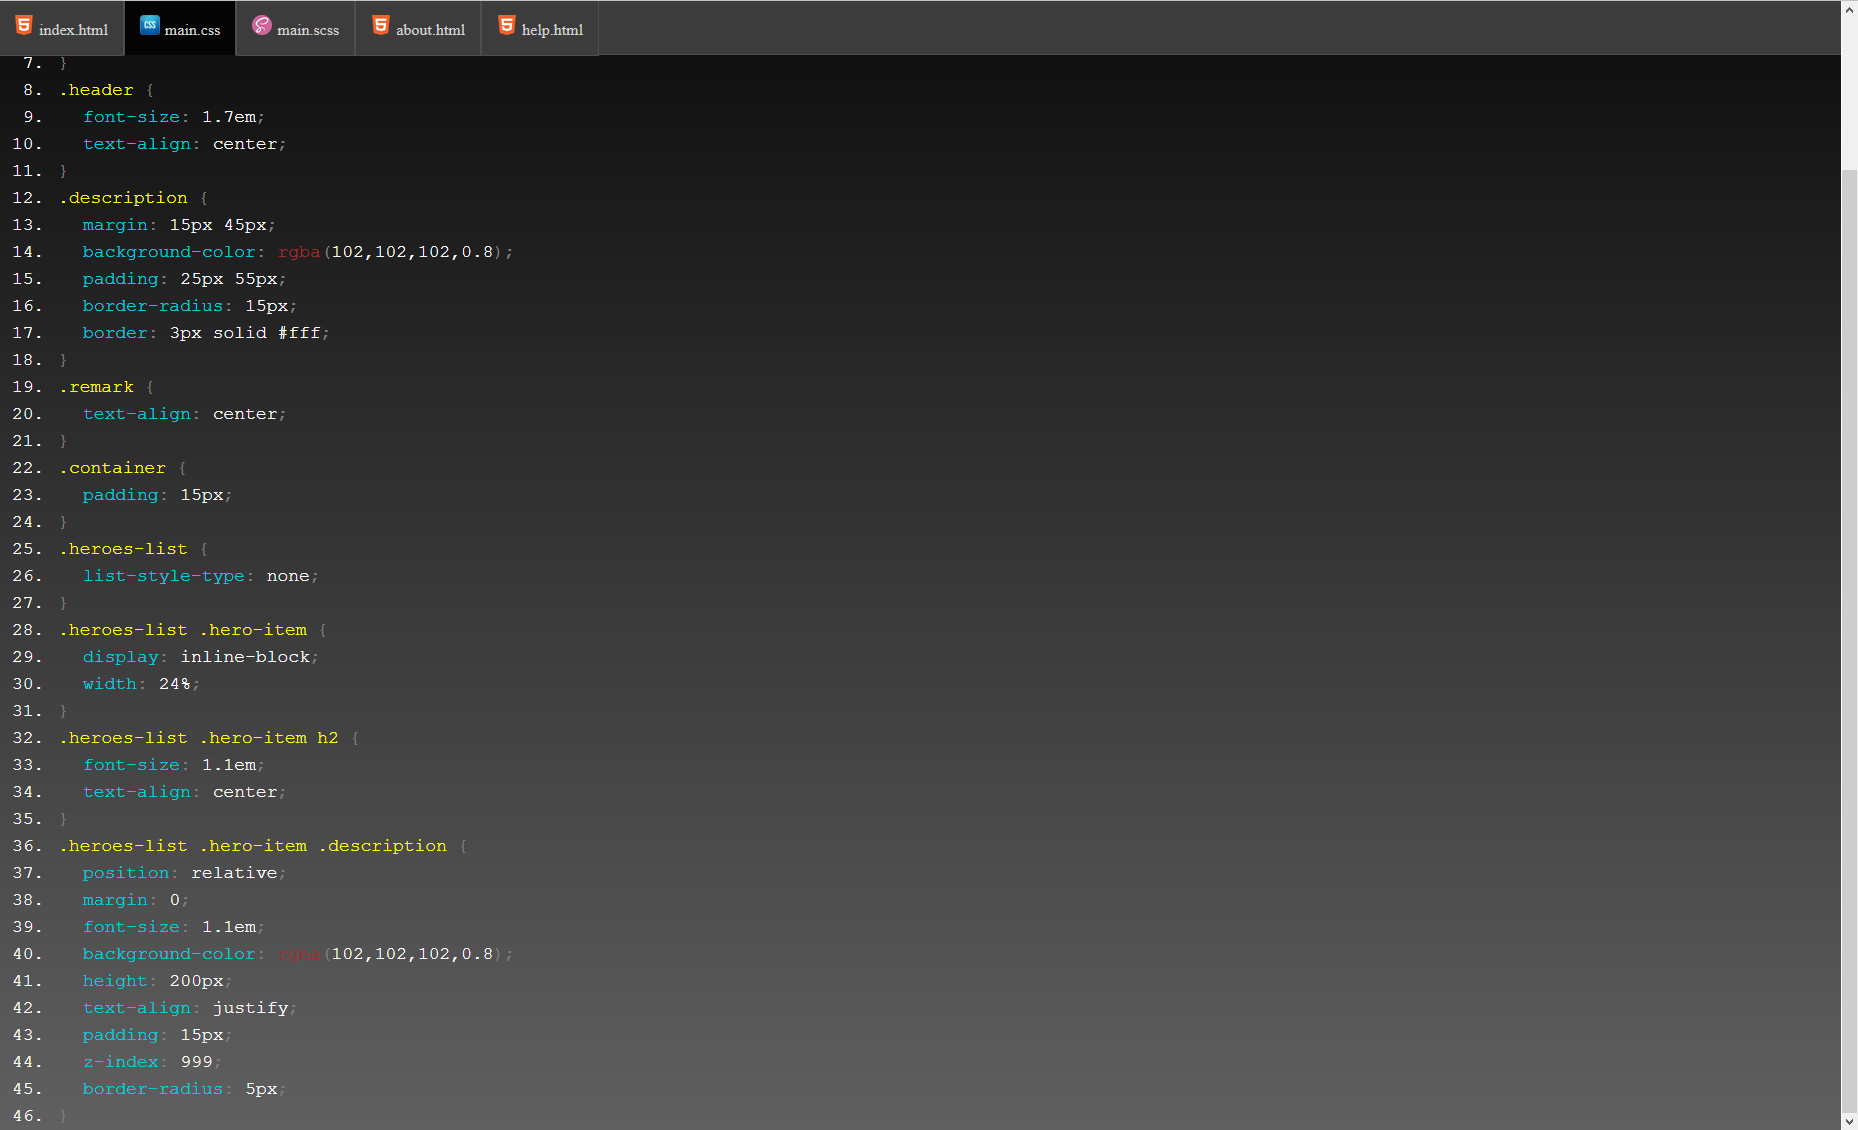 index.html main.css main.scss about.html help.html
7. }
8. .header {
9. font-size: 1.7em;
10. text-align: center;
11. }
12. .description {
13. margin: 15px 45px;
14. background-color: rgba(102,102,102,0.8);
15. padding: 25px 55px;
16. border-radius: 15px;
17. border: 3px solid #fff;
18. }
19. .remark {
20. text-align: center;
21. }
22. .container {
23. padding: 15px;
24. }
25. .heroes-list {
26. list-style-type: none;
27. }
28. .heroes-list .hero-item {
29. display: inline-block;
30. width: 24%;
31. }
32. .heroes-list .hero-item h2 {
33. font-size: 1.1em;
34. text-align: center;
35. }
36. .heroes-list .hero-item .description {
37. position: relative;
38. margin: 0;
39. font-size: 1.1em;
40. background-color: rgba(102,102,102,0.8);
41. height: 200px;
42. text-align: justify;
43. padding: 15px;
44. z-index: 999;
45. border-radius: 5px;
46. }